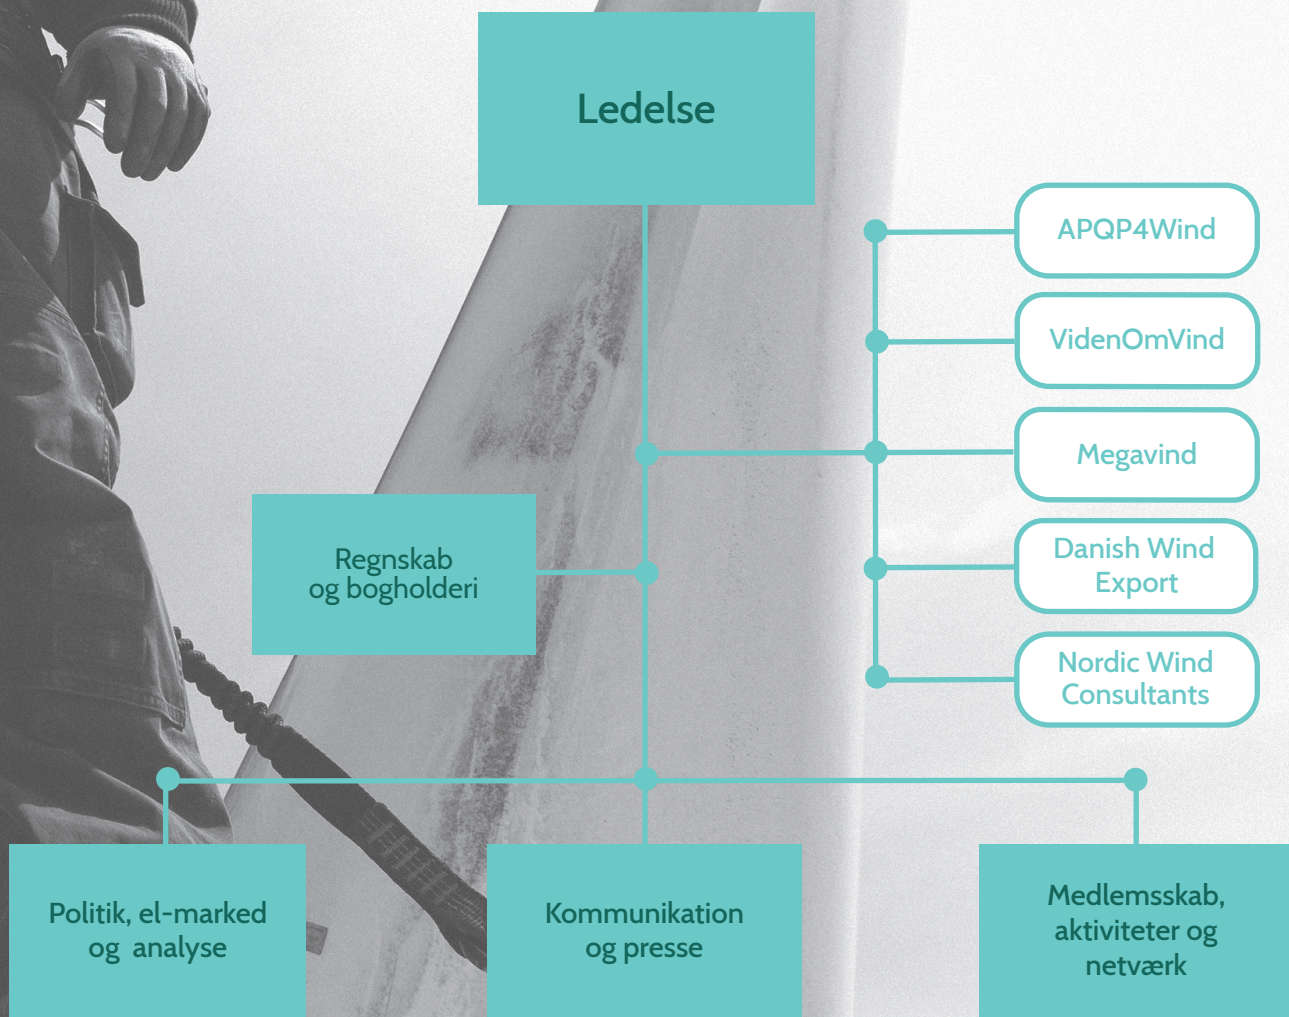 Ledelse
APQP4Wind
VidenOmVind
Megavind
Danish Wind
Export
Nordic Wind
Consultants
Regnskab
og bogholderi
Politik, el-marked
og analyse
Kommunikation
og presse
Medlemsskab,
aktiviteter og
netværk